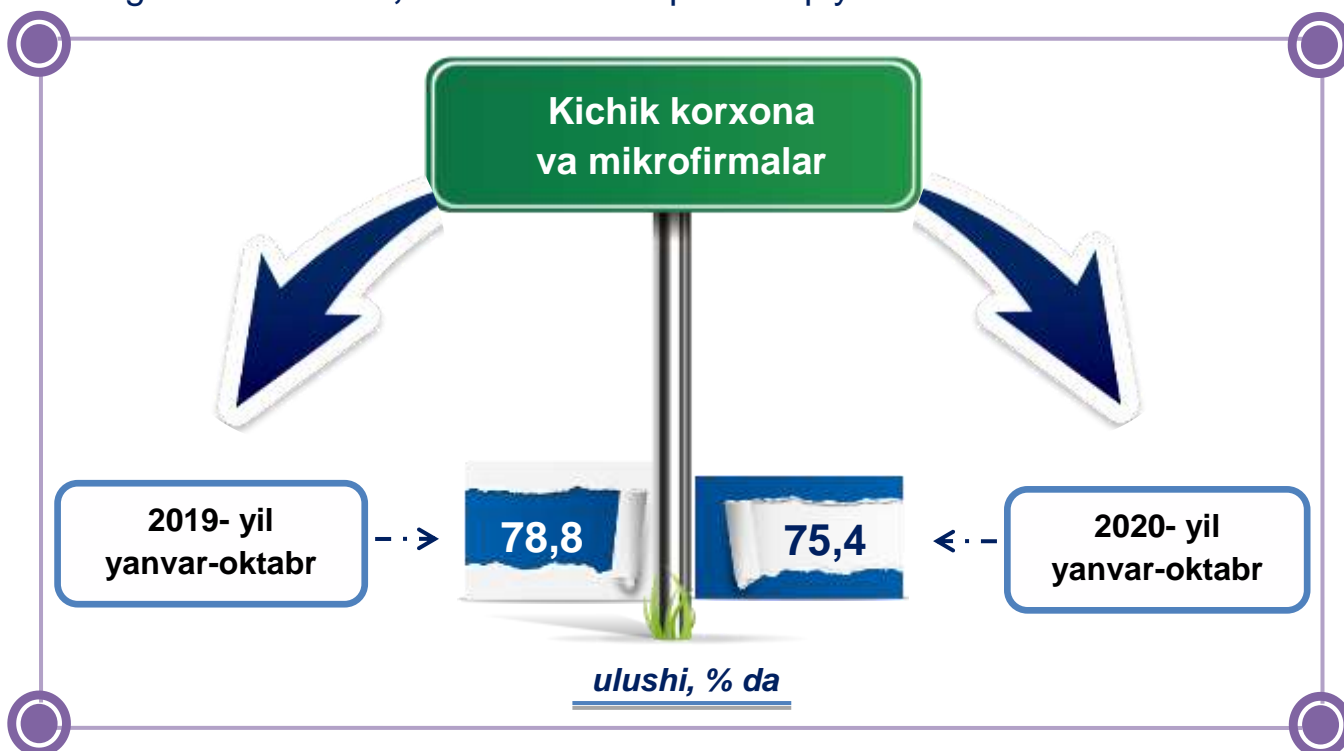 Kichik korxona
va mikrofirmalar
2019- yil
yanvar-oktabr
78,8
75,4
2020- yil
yanvar-oktabr
ulushi, % da